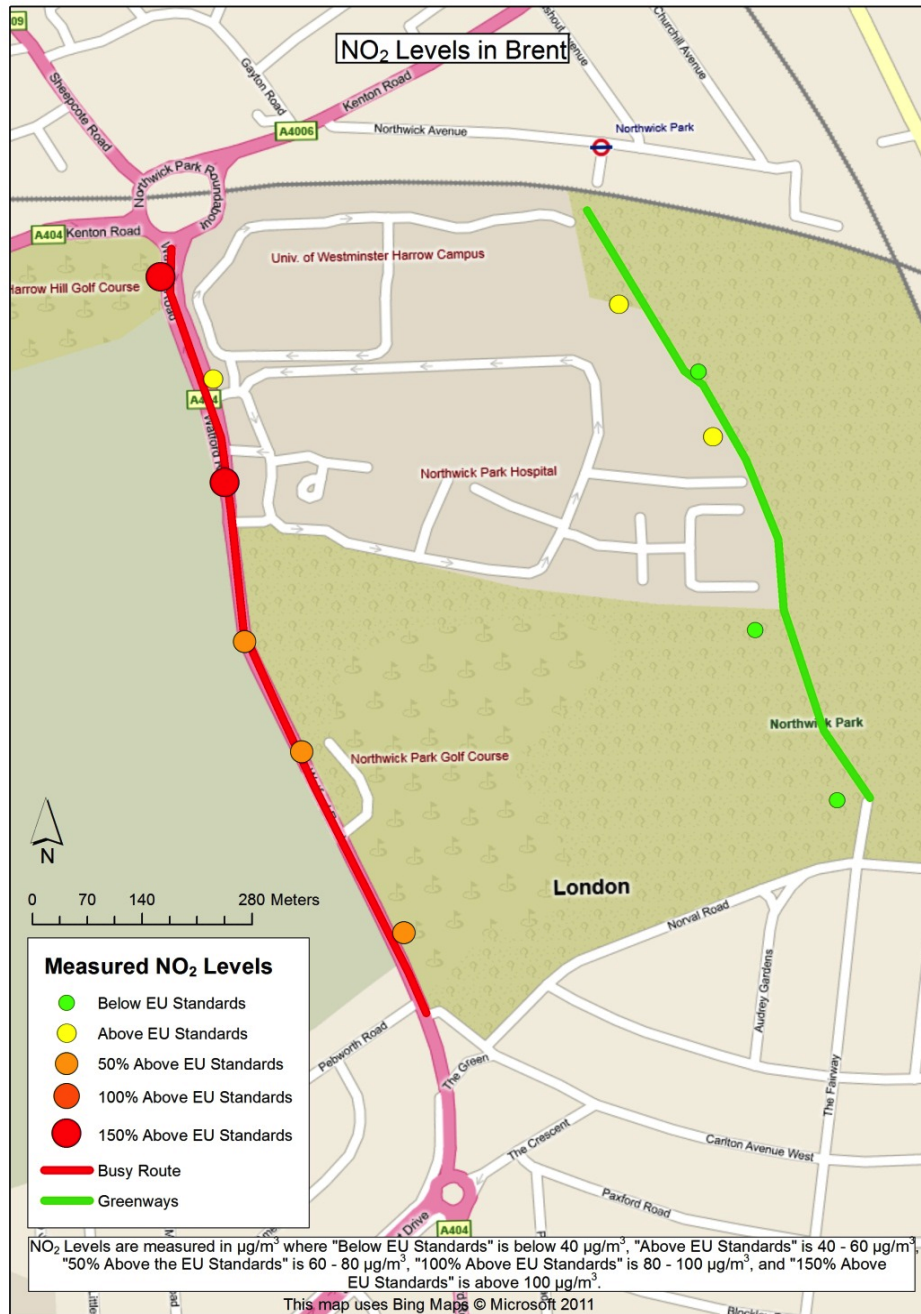 NO₂ Levels in Brent
09
Sheepcote Road
Gayton Road
Kenton Road
Churchill Avenue
A4006
Northwick Avenue
Northwick Park
Northwick Park Roundabout
A404
Kenton Road
Univ. of Westminster Harrow Campus
Harrow Hill Golf Course
Northwick Park Hospital
Northwick Park
Northwick Park Golf Course
N
0 70 140 280 Meters
London
Norval Road
Audrey Gardens
The Fairway
Pebworth Road
The Green
The Crescent
Carlton Avenue West
Paxford Road
Drive
A404
Measured NO₂ Levels
Below EU Standards
Above EU Standards
50% Above EU Standards
100% Above EU Standards
150% Above EU Standards
Busy Route
Greenways
NO₂ Levels are measured in µg/m³ where "Below EU Standards" is below 40 µg/m³, "Above EU Standards" is 40 - 60 µg/m³,
"50% Above the EU Standards" is 60 - 80 µg/m³, "100% Above EU Standards" is 80 - 100 µg/m³, and "150% Above
EU Standards" is above 100 µg/m³.
This map uses Bing Maps © Microsoft 2011